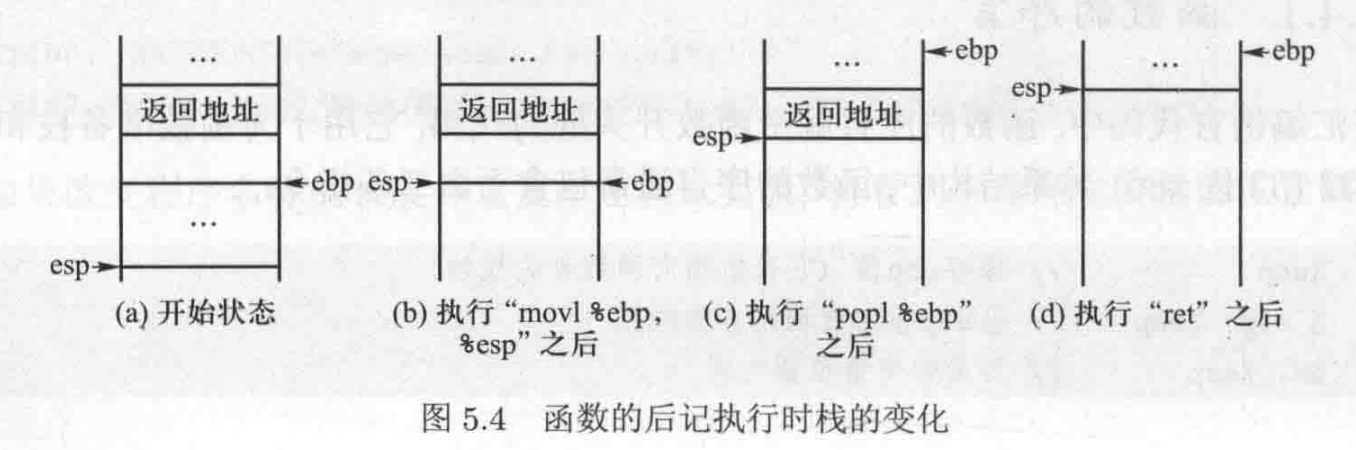 ... ... ... ←ebp ... ←ebp
返回地址 返回地址 返回地址 esp→
esp→
←ebp esp→ ←ebp
...
esp→
(a) 开始状态 (b) 执行“movl %ebp, (c) 执行“popl %ebp” (d) 执行“ret”之后
%esp”之后 之后
图 5.4 函数的后记执行时栈的变化